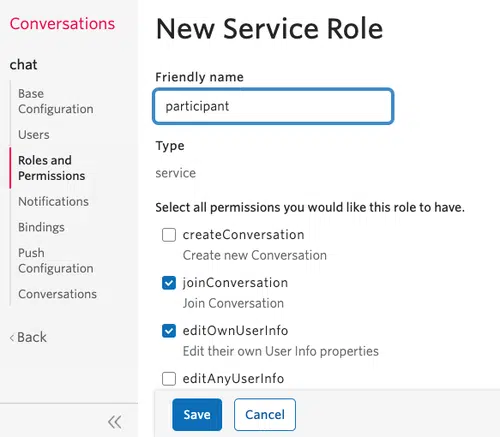 Conversations
chat
Base
Configuration
Users
Roles and
Permissions
Notifications
Bindings
Push
Configuration
Conversations
‹ Back
New Service Role
Friendly name
participant
Type
service
Select all permissions you would like this role to have.
createConversation
Create new Conversation
joinConversation
Join Conversation
editOwnUserInfo
Edit their own User Info properties
editAnyUserInfo
Save
Cancel